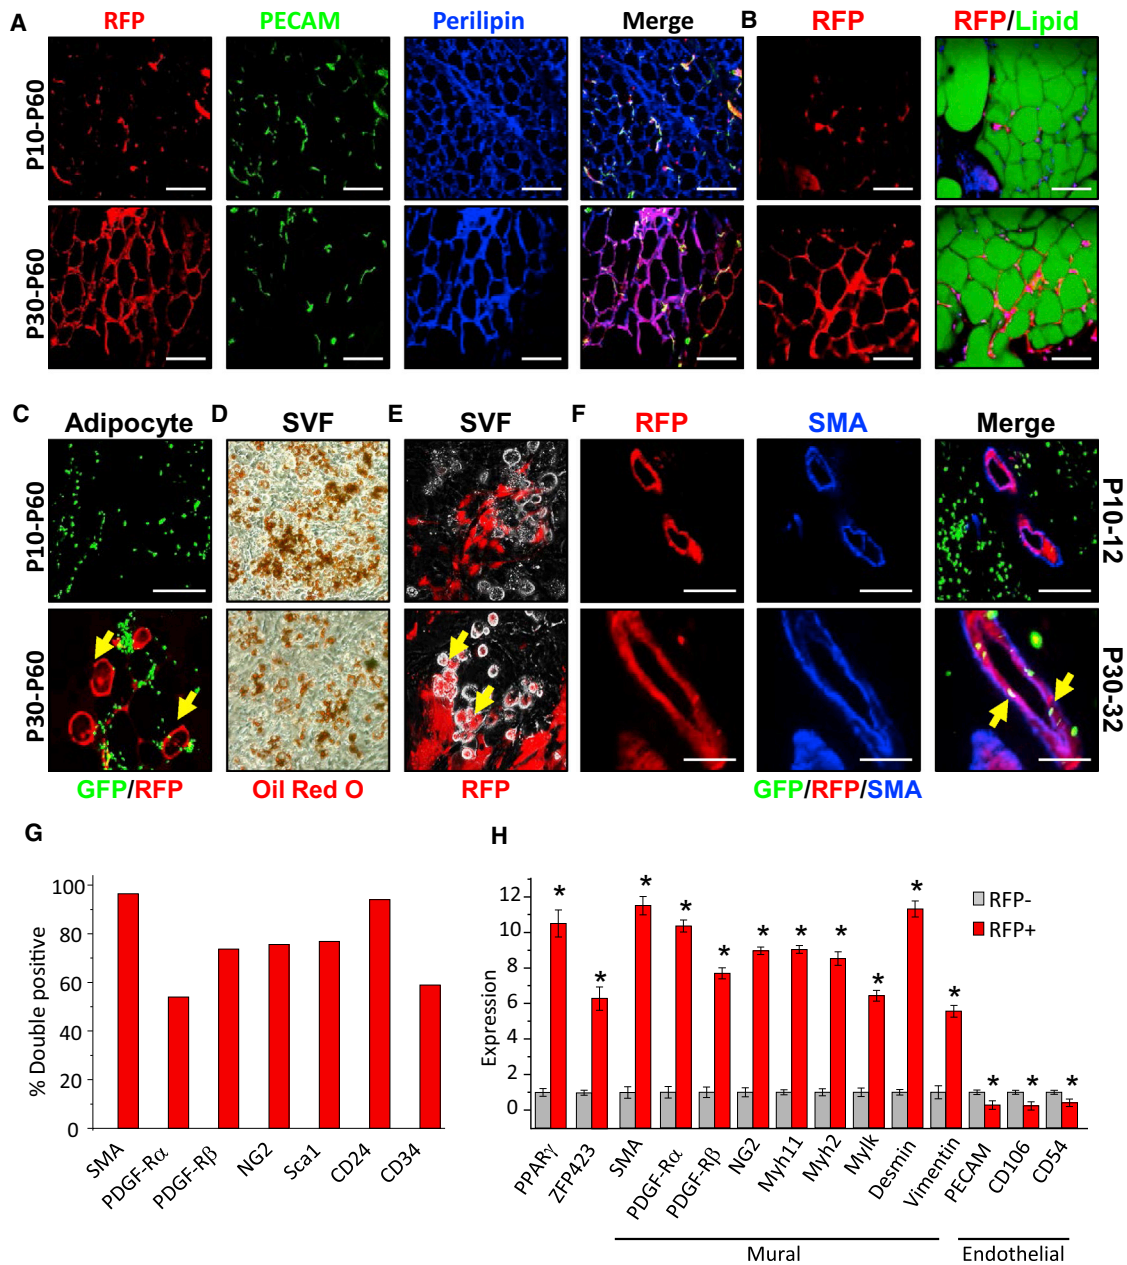 A
RFP PECAM Perilipin Merge
B
RFP RFP/Lipid
P10-P60
P30-P60
C
Adipocyte
D
SVF
E
SVF
F
RFP SMA Merge
P10-P60
P30-P60
P10-12
P30-32
GFP/RFP
Oil Red O
RFP
GFP/RFP/SMA
G
% Double positive
100
80
60
40
20
0
SMA
PDGF-Rα
PDGF-Rβ
NG2
Sca1
CD24
CD34
H
Expression
12
10
8
6
4
2
0
* * * * * * * * * * * * * *
RFP-
RFP+
PPARγ
ZFP423
SMA
PDGF-Rα
PDGF-Rβ
NG2
Myh11
Myh2
Mylk
Desmin
Vimentin
PECAM
CD106
CD54
Mural
Endothelial